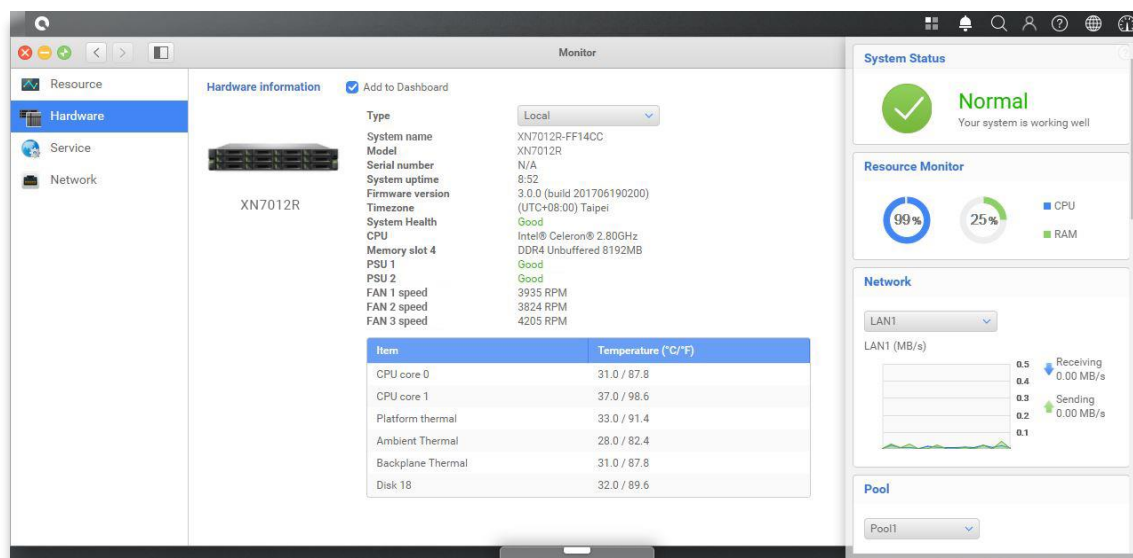 Monitor
Resource
Hardware
Service
Network
Hardware information
Add to Dashboard
XN7012R
Type Local
System name XN7012R-FF14CC
Model XN7012R
Serial number N/A
System uptime 8:52
Firmware version 3.0.0 (build 201706190200)
Timezone (UTC+08:00) Taipei
System Health Good
CPU Intel® Celeron® 2.80GHz
Memory slot 4 DDR4 Unbuffered 8192MB
PSU 1 Good
PSU 2 Good
FAN 1 speed 3935 RPM
FAN 2 speed 3824 RPM
FAN 3 speed 4205 RPM
Item Temperature (°C/°F)
CPU core 0 31.0 / 87.8
CPU core 1 37.0 / 98.6
Platform thermal 33.0 / 91.4
Ambient Thermal 28.0 / 82.4
Backplane Thermal 31.0 / 87.8
Disk 18 32.0 / 89.6
System Status
Normal
Your system is working well
Resource Monitor
99%
25%
CPU
RAM
Network
LAN1
LAN1 (MB/s)
0.5
0.4
0.3
0.2
0.1
Receiving
0.00 MB/s
Sending
0.00 MB/s
Pool
Pool1